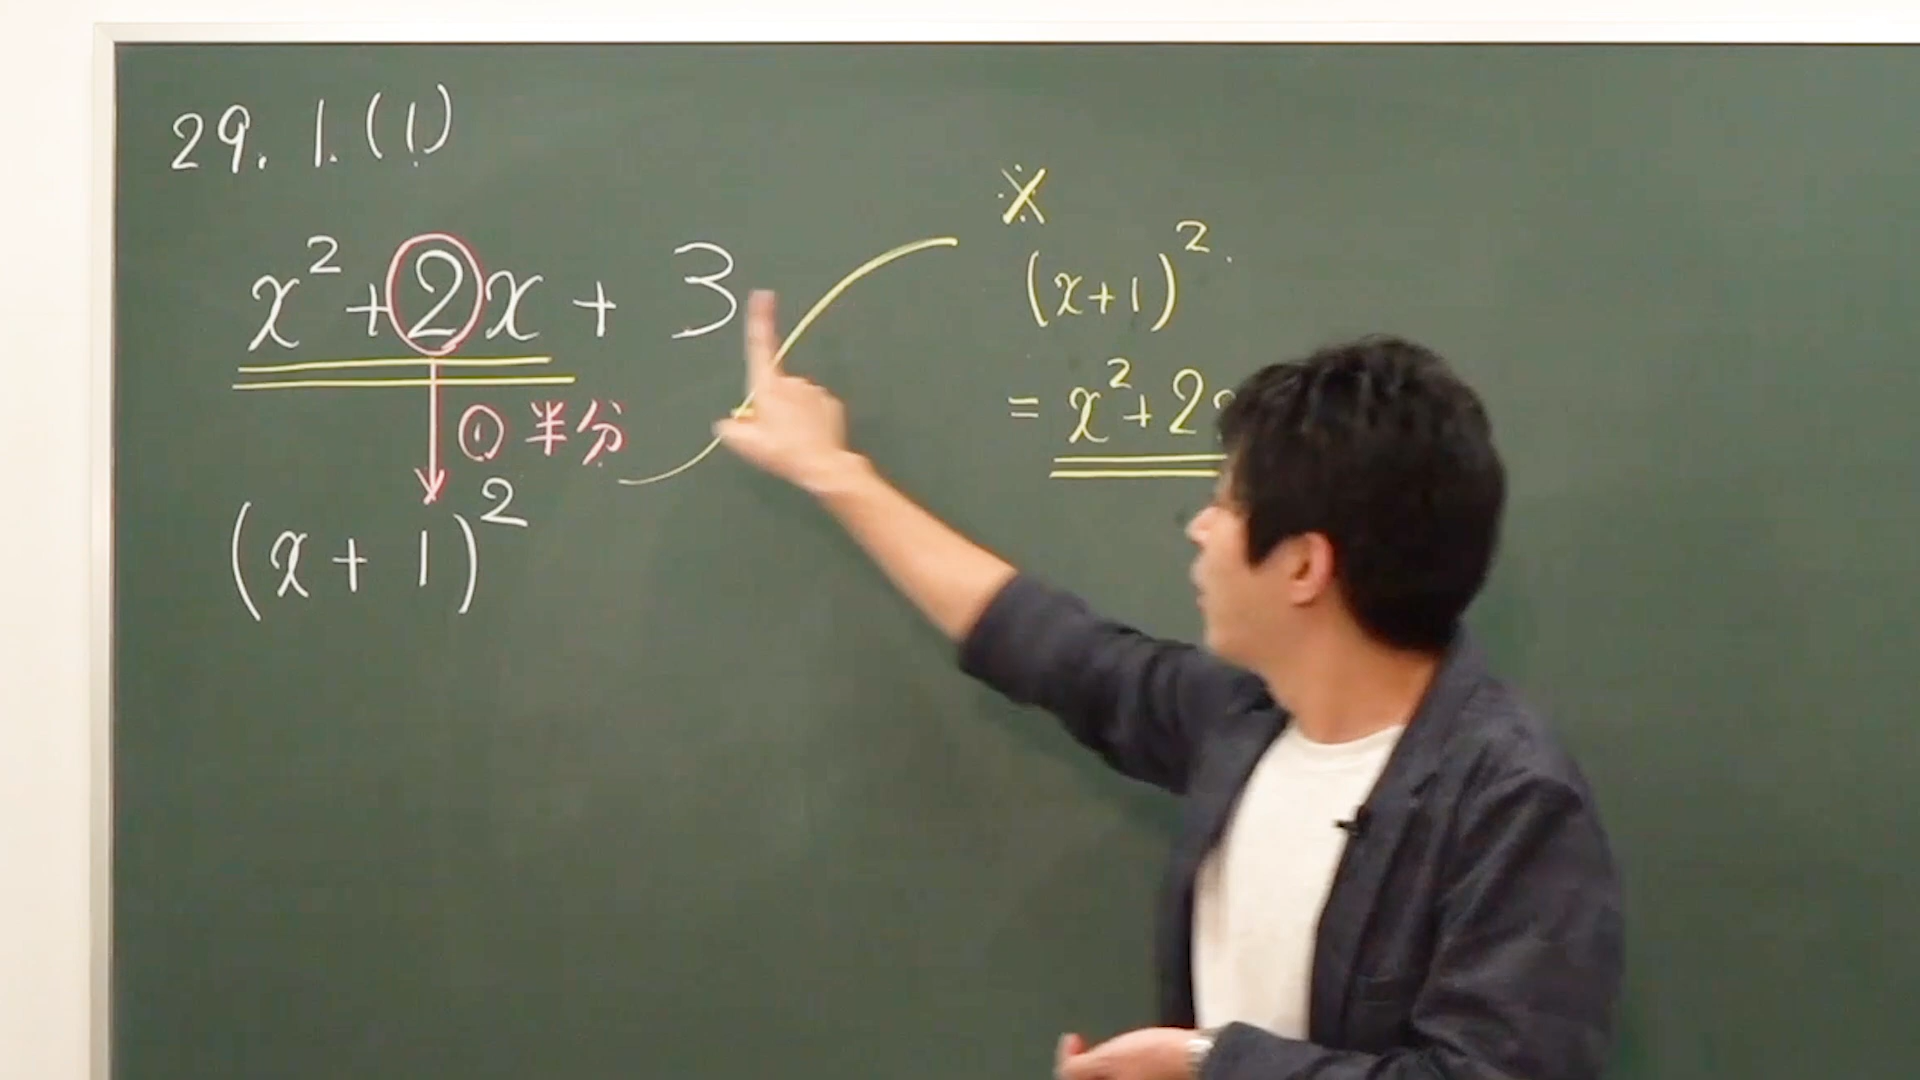 29. 1. (1)
x² + 2x + 3
① 半分
(x + 1)²
※
(x+1)²
= x² + 2